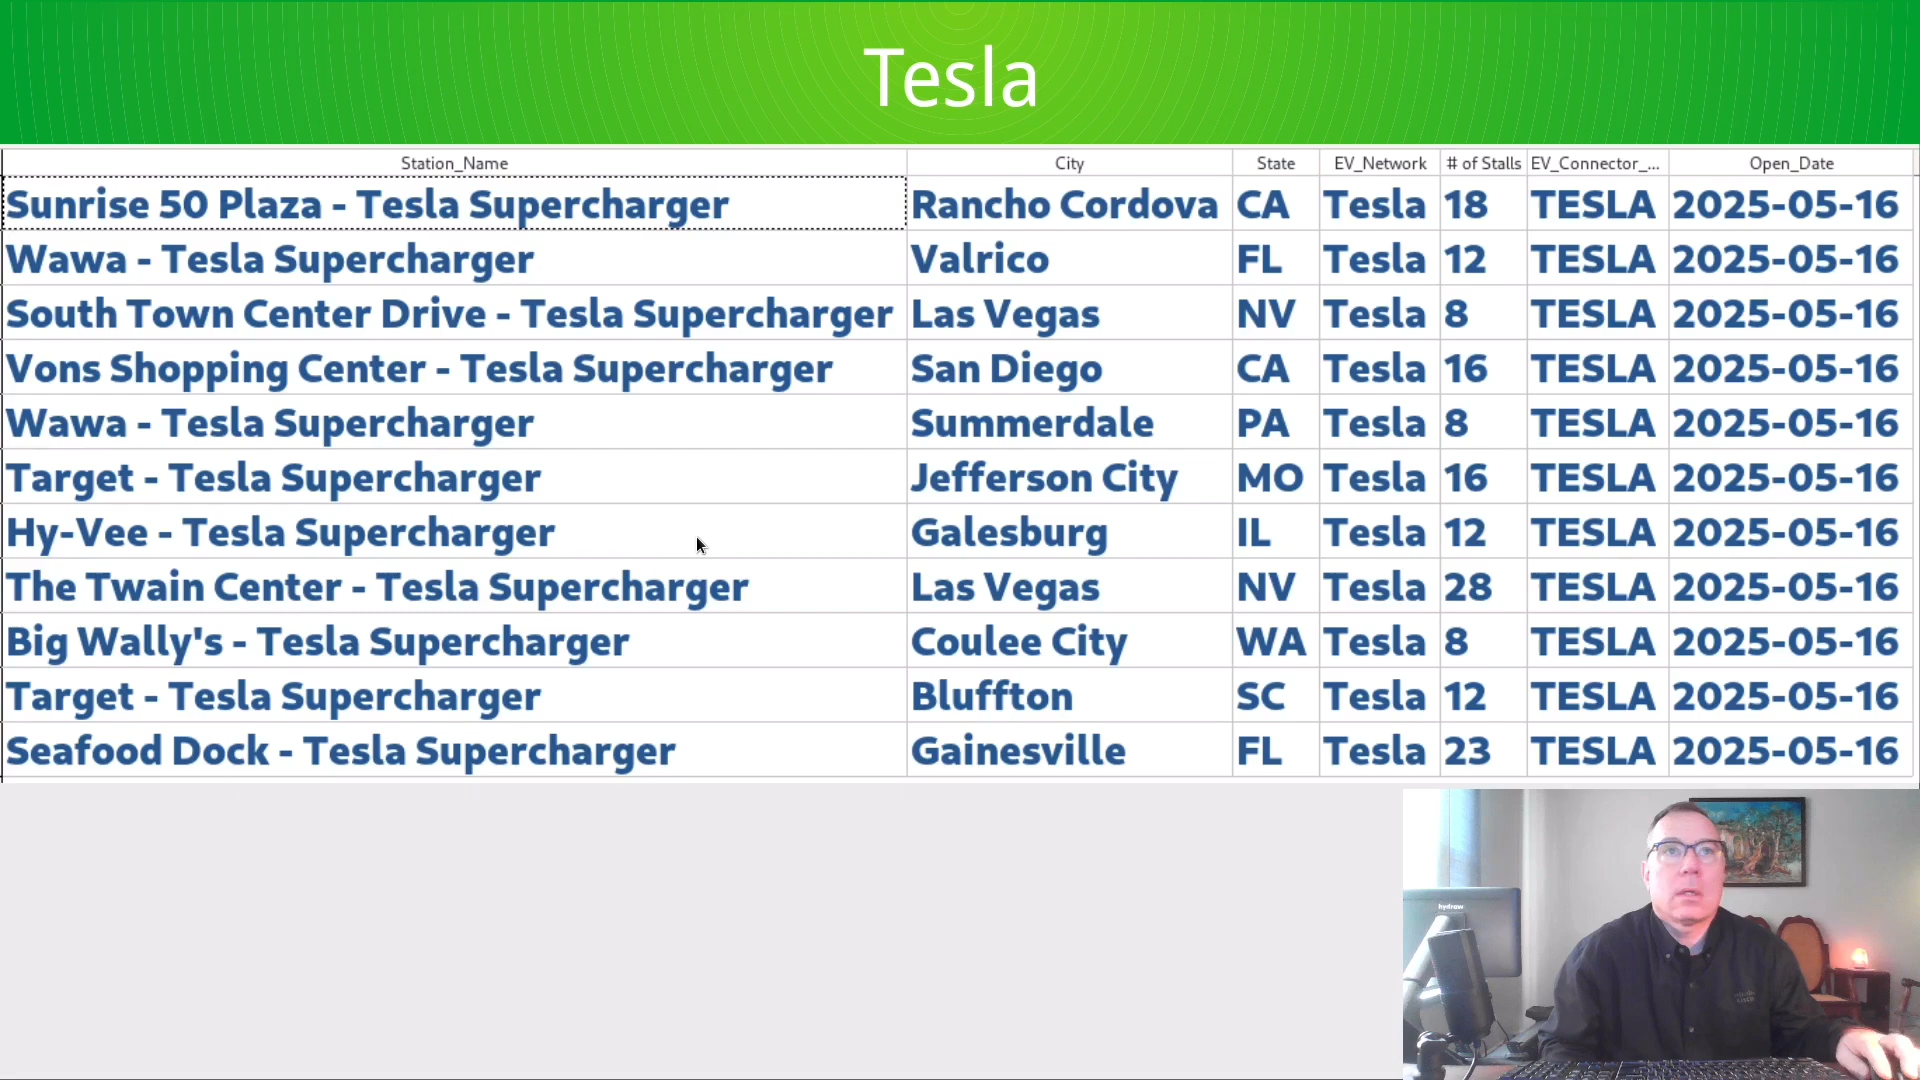 Tesla
Station_Name City State EV_Network # of Stalls EV_Connector_... Open_Date
Sunrise 50 Plaza - Tesla Supercharger Rancho Cordova CA Tesla 18 TESLA 2025-05-16
Wawa - Tesla Supercharger Valrico FL Tesla 12 TESLA 2025-05-16
South Town Center Drive - Tesla Supercharger Las Vegas NV Tesla 8 TESLA 2025-05-16
Vons Shopping Center - Tesla Supercharger San Diego CA Tesla 16 TESLA 2025-05-16
Wawa - Tesla Supercharger Summerdale PA Tesla 8 TESLA 2025-05-16
Target - Tesla Supercharger Jefferson City MO Tesla 16 TESLA 2025-05-16
Hy-Vee - Tesla Supercharger Galesburg IL Tesla 12 TESLA 2025-05-16
The Twain Center - Tesla Supercharger Las Vegas NV Tesla 28 TESLA 2025-05-16
Big Wally's - Tesla Supercharger Coulee City WA Tesla 8 TESLA 2025-05-16
Target - Tesla Supercharger Bluffton SC Tesla 12 TESLA 2025-05-16
Seafood Dock - Tesla Supercharger Gainesville FL Tesla 23 TESLA 2025-05-16